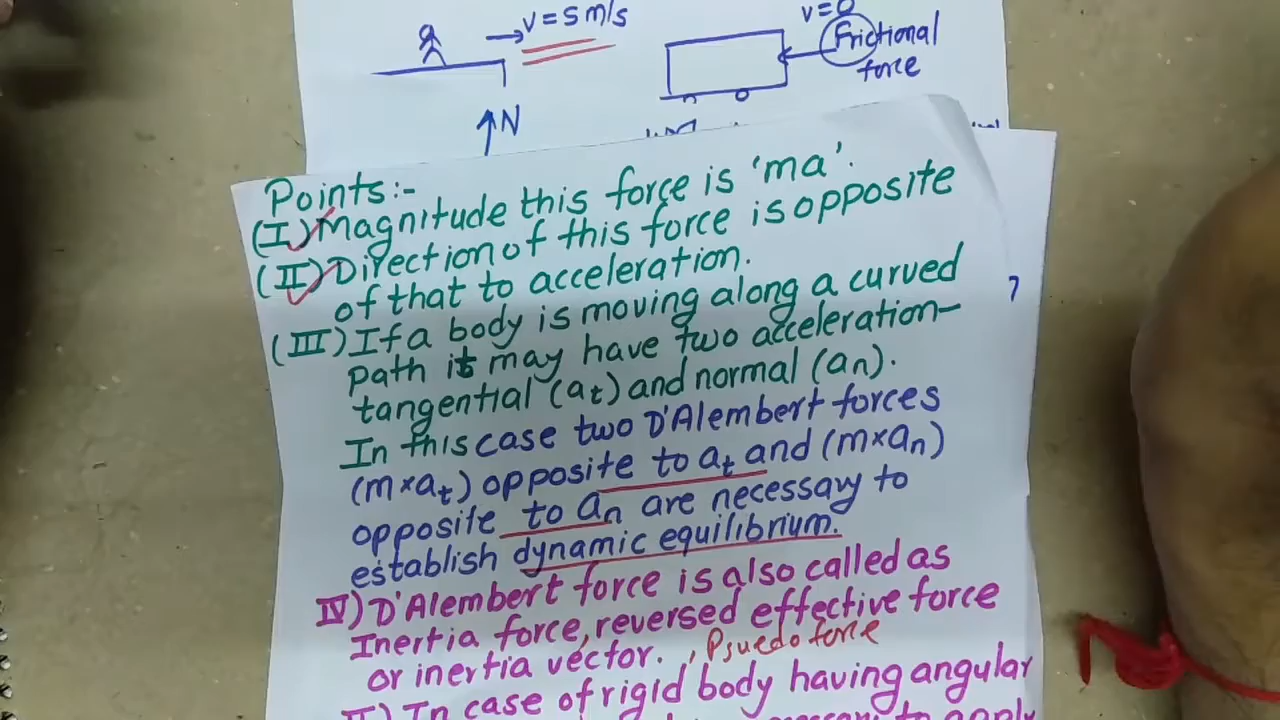 v = 5 m/s
v = 0
Frictional
force
N
Points:-
(I) Magnitude this force is 'ma'.
(II) Direction of this force is opposite
of that to acceleration.
(III) If a body is moving along a curved
path it may have two acceleration-
tangential (at) and normal (an).
In this case two D'Alembert forces
(m×at) opposite to at and (m×an)
opposite to an are necessary to
establish dynamic equilibrium.
IV) D'Alembert force is also called as
Inertia force, reversed effective force
or inertia vector. , Psuedo force
In case of rigid body having angular
to apply